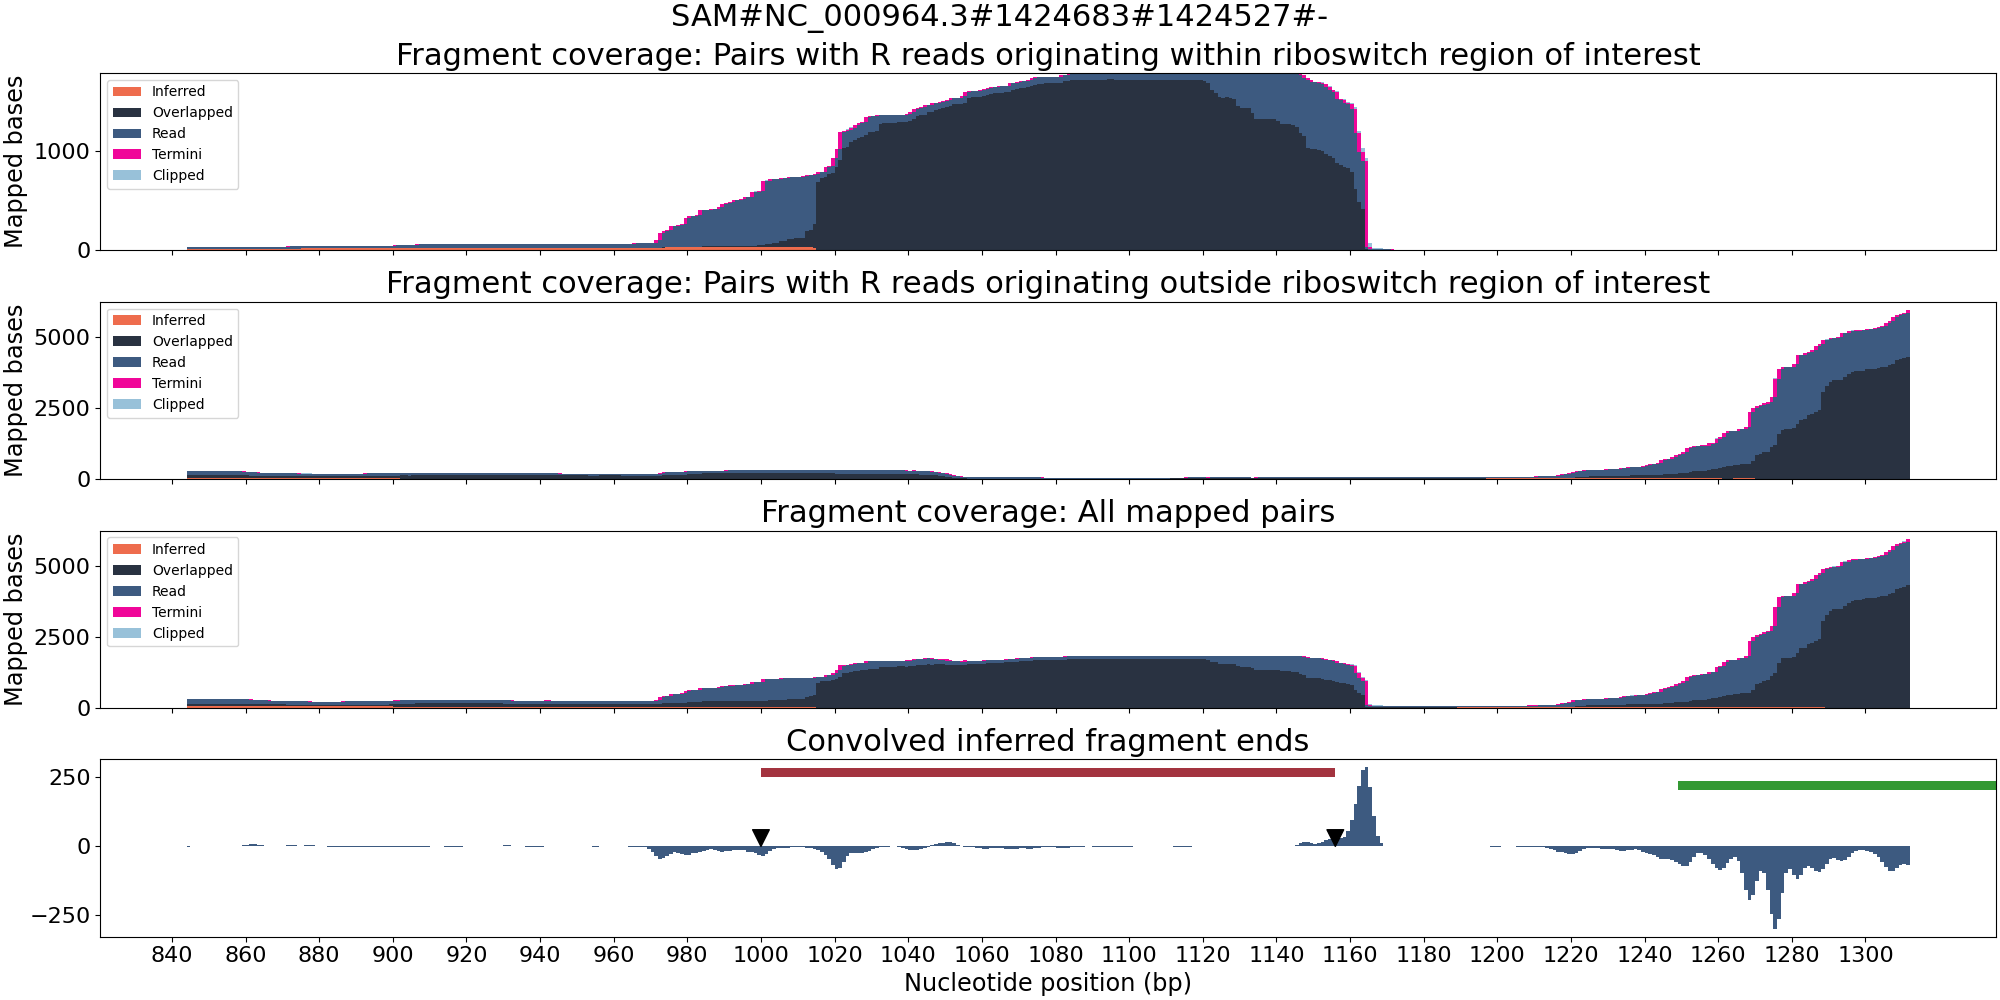 SAM#NC_000964.3#1424683#1424527#-
Fragment coverage: Pairs with R reads originating within riboswitch region of interest
Mapped bases
1000
0
Inferred
Overlapped
Read
Termini
Clipped
Fragment coverage: Pairs with R reads originating outside riboswitch region of interest
Mapped bases
5000
2500
0
Inferred
Overlapped
Read
Termini
Clipped
Fragment coverage: All mapped pairs
Mapped bases
5000
2500
0
Inferred
Overlapped
Read
Termini
Clipped
Convolved inferred fragment ends
250
0
−250
840 860 880 900 920 940 960 980 1000 1020 1040 1060 1080 1100 1120 1140 1160 1180 1200 1220 1240 1260 1280 1300
Nucleotide position (bp)